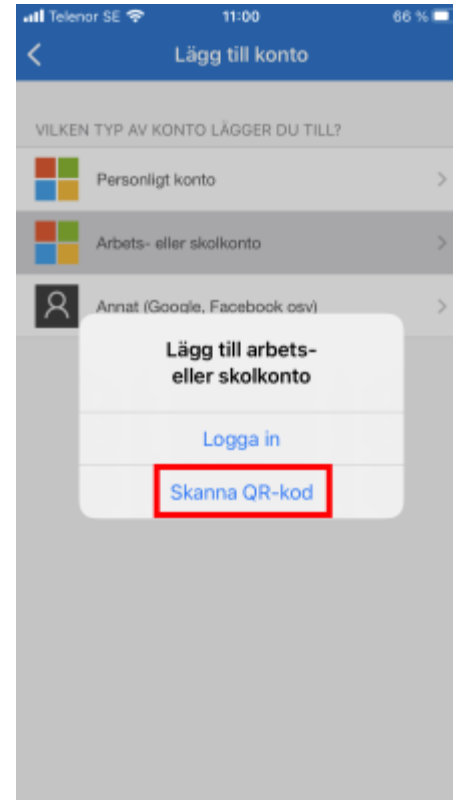 Telenor SE 11:00 66 %
Lägg till konto
VILKEN TYP AV KONTO LÄGGER DU TILL?
Personligt konto
Arbets- eller skolkonto
Annat (Google, Facebook osv)
Lägg till arbets-
eller skolkonto
Logga in
Skanna QR-kod